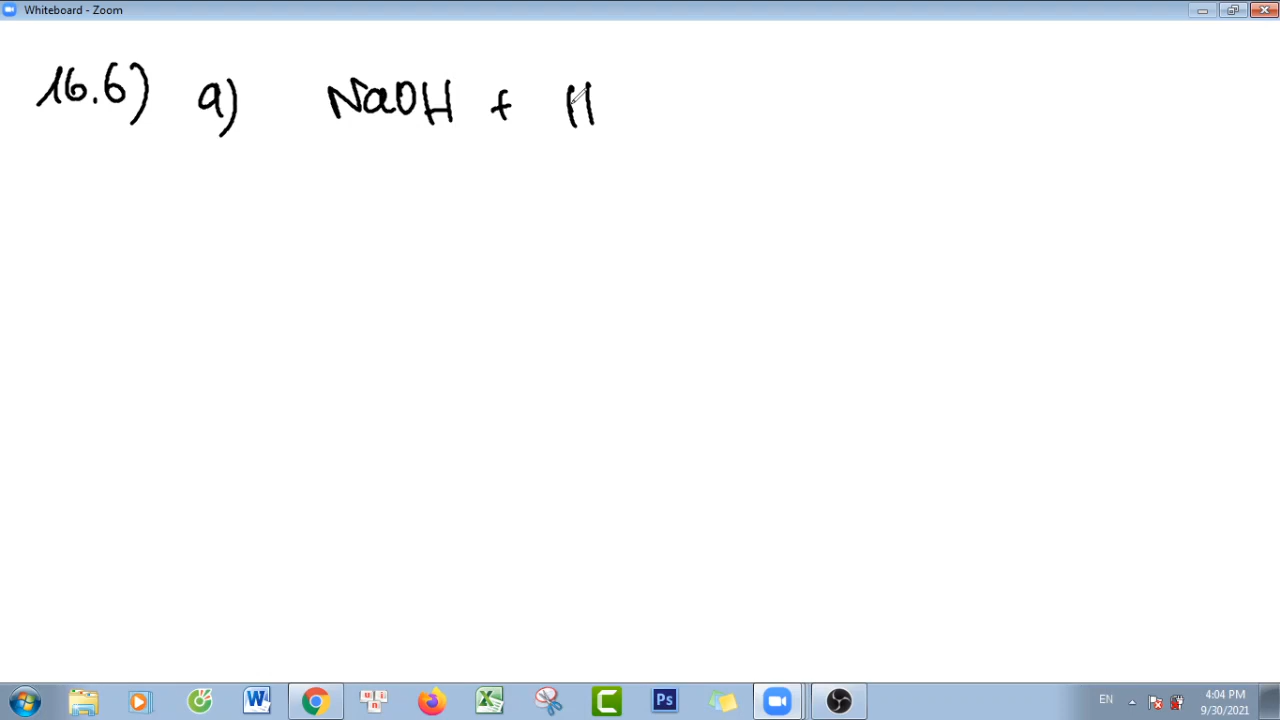 Whiteboard - Zoom
16.6) a) NaOH + H
EN
4:04 PM
9/30/2021